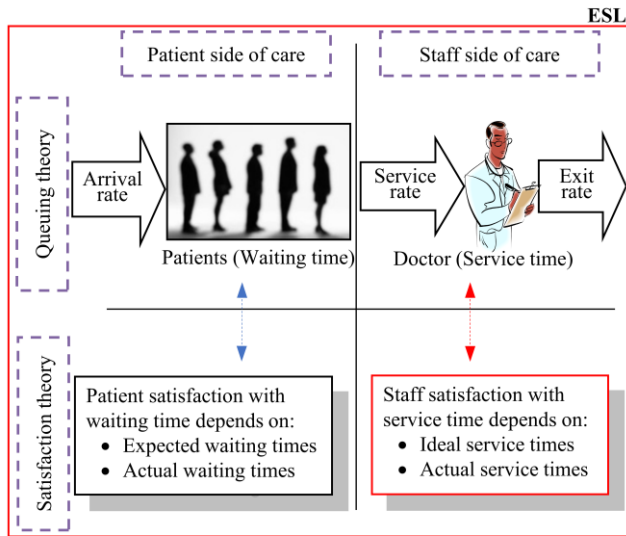 ESL
Patient side of care
Staff side of care
Queuing theory
Arrival
rate
Service
rate
Exit
rate
Patients (Waiting time)
Doctor (Service time)
Satisfaction theory
Patient satisfaction with
waiting time depends on:
• Expected waiting times
• Actual waiting times
Staff satisfaction with
service time depends on:
• Ideal service times
• Actual service times